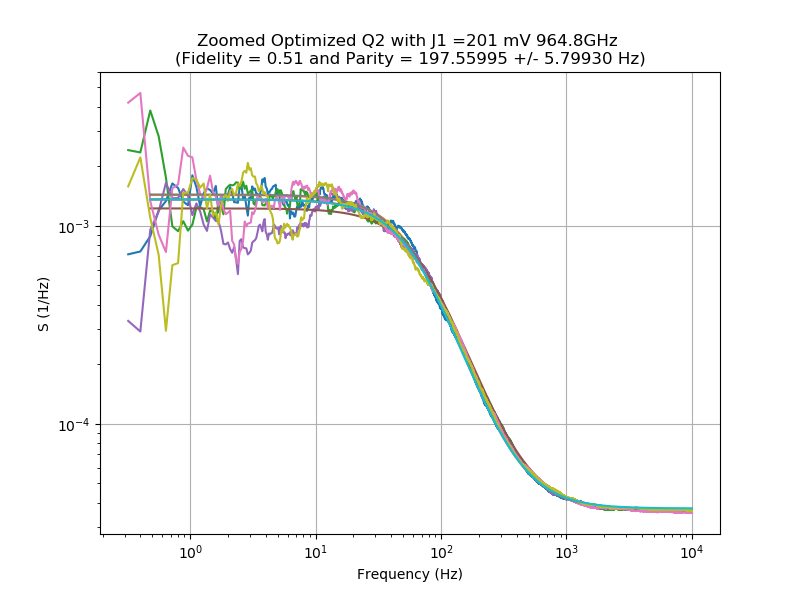 Zoomed Optimized Q2 with J1 =201 mV 964.8GHz
(Fidelity = 0.51 and Parity = 197.55995 +/- 5.79930 Hz)
S (1/Hz)
10⁻³
10⁻⁴
10⁰ 10¹ 10² 10³ 10⁴
Frequency (Hz)